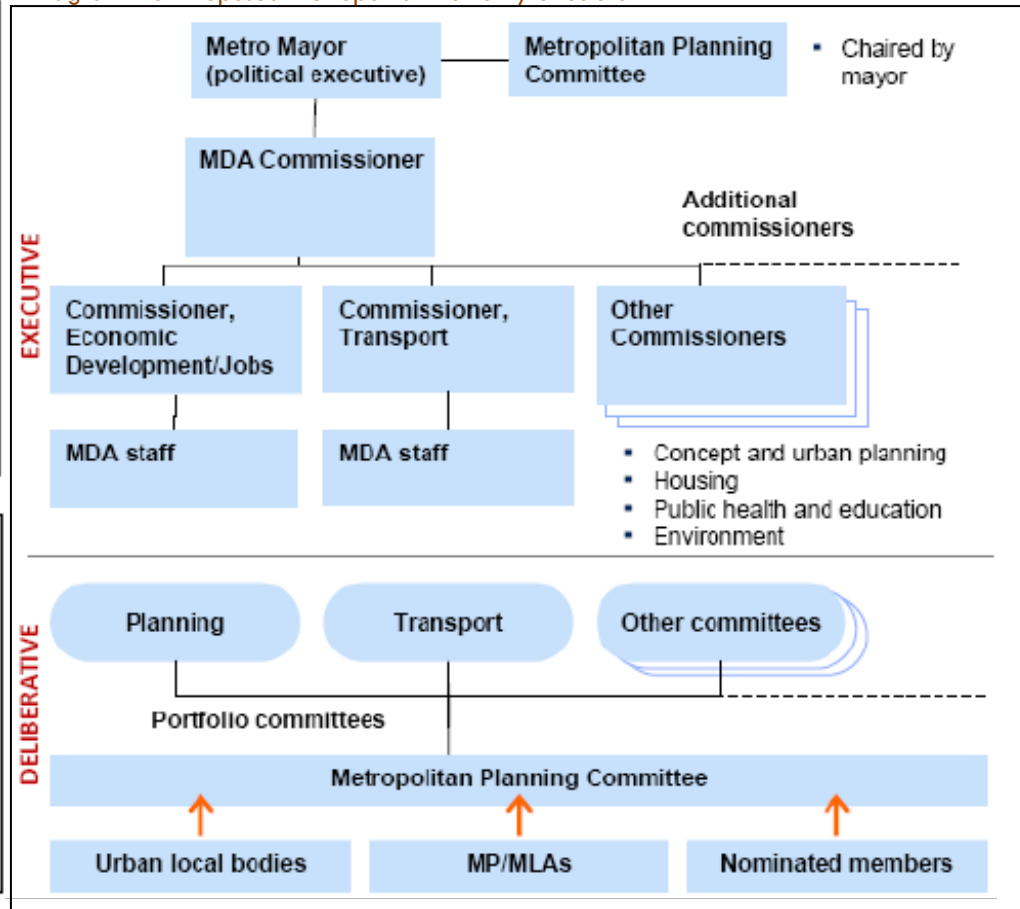 Metro Mayor
(political executive)
Metropolitan Planning
Committee
▪ Chaired by
mayor
MDA Commissioner
Additional
commissioners
EXECUTIVE
Commissioner,
Economic
Development/Jobs
Commissioner,
Transport
Other
Commissioners
MDA staff
MDA staff
▪ Concept and urban planning
▪ Housing
▪ Public health and education
▪ Environment
DELIBERATIVE
Planning
Transport
Other committees
Portfolio committees
Metropolitan Planning Committee
Urban local bodies
MP/MLAs
Nominated members